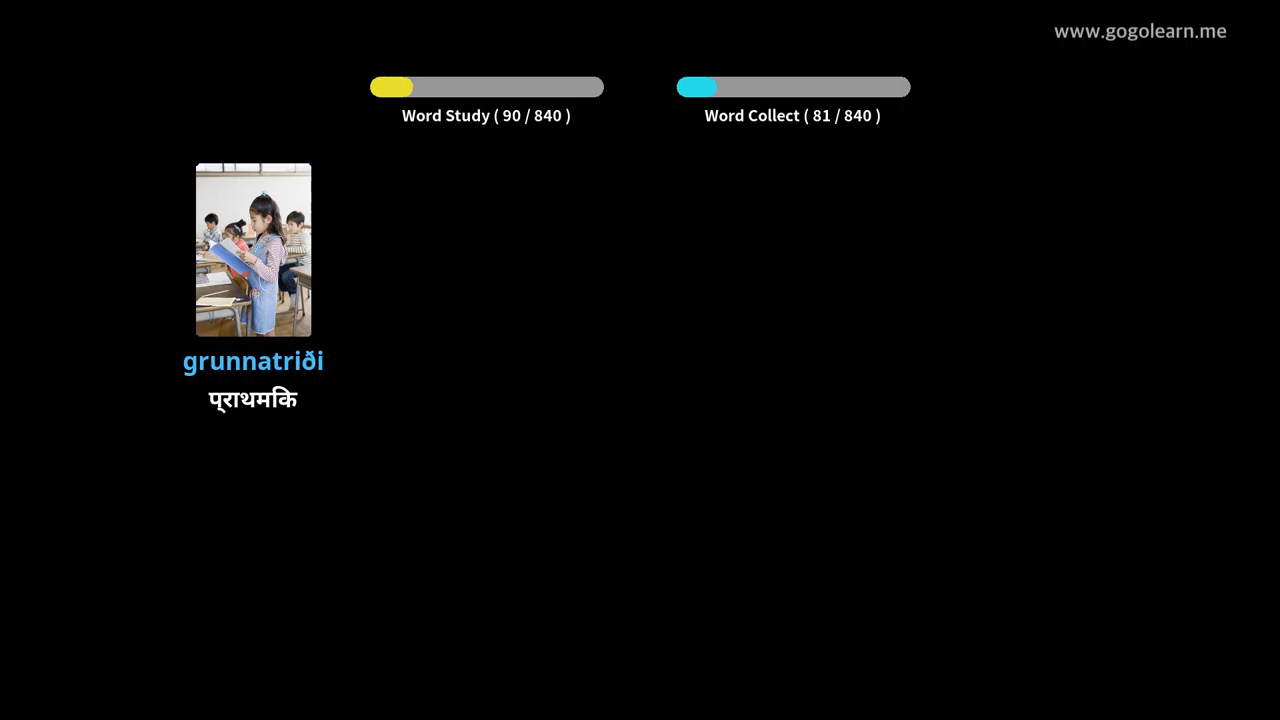 www.gogolearn.me
Word Study ( 90 / 840 )
Word Collect ( 81 / 840 )
grunnatriði
प्राथमिक